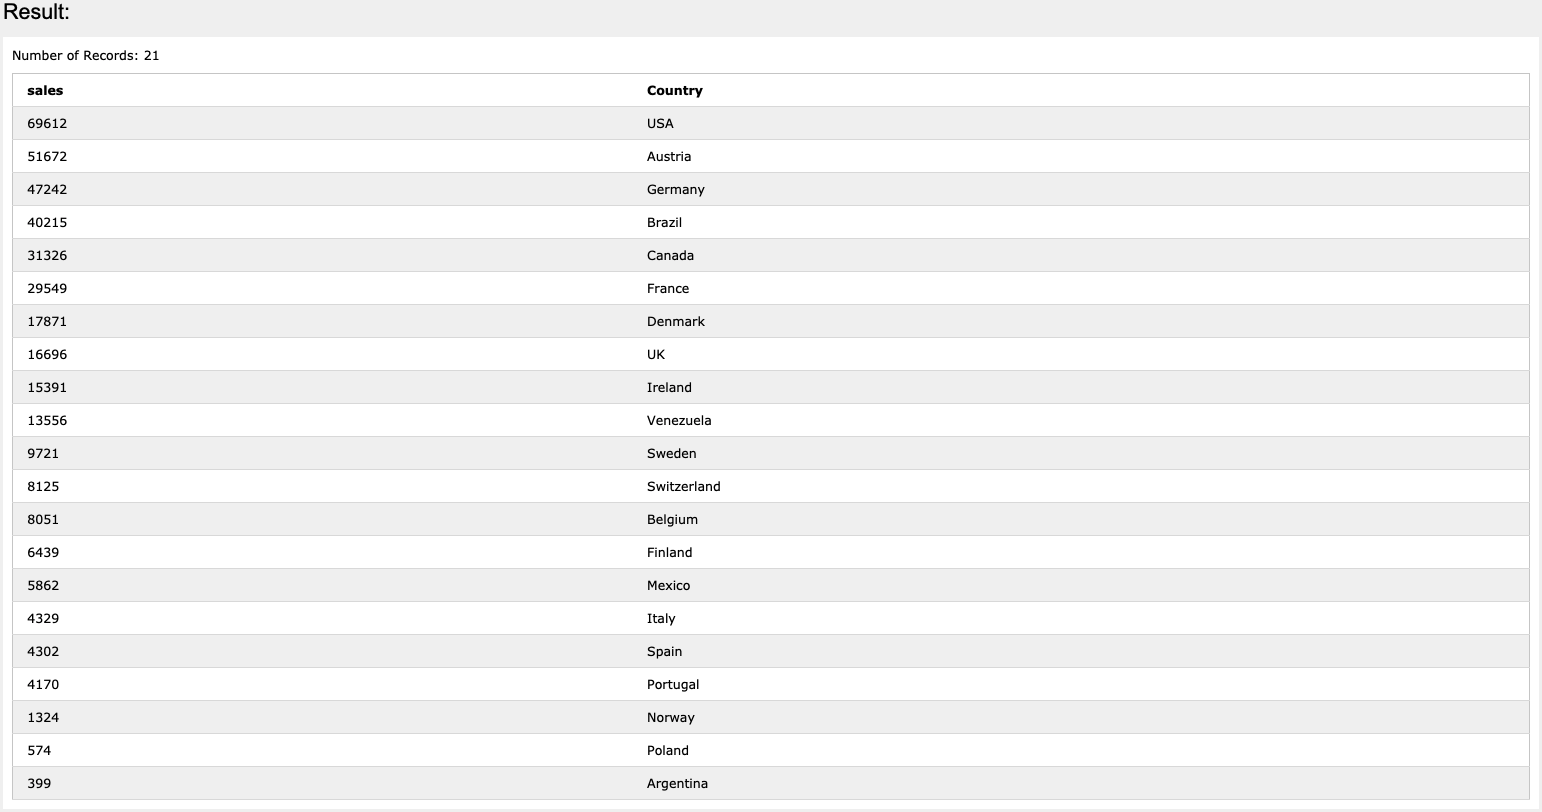 Result:
Number of Records: 21
sales Country
69612 USA
51672 Austria
47242 Germany
40215 Brazil
31326 Canada
29549 France
17871 Denmark
16696 UK
15391 Ireland
13556 Venezuela
9721 Sweden
8125 Switzerland
8051 Belgium
6439 Finland
5862 Mexico
4329 Italy
4302 Spain
4170 Portugal
1324 Norway
574 Poland
399 Argentina